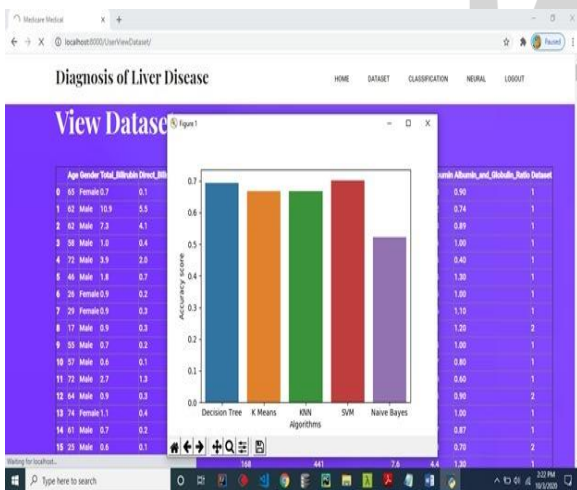 Medicare Medical
localhost:8000/UserViewDataset/
Paused
Diagnosis of Liver Disease
HOME DATASET CLASSIFICATION NEURAL LOGOUT
View Datase
Figure 1
Age Gender Total_Bilirubin Direct_Bili
umin Albumin_and_Globulin_Ratio Dataset
0 65 Female 0.7 0.1 0.90 1
1 62 Male 10.9 5.5 0.74 1
2 62 Male 7.3 4.1 0.89 1
3 58 Male 1.0 0.4 1.00 1
4 72 Male 3.9 2.0 0.40 1
5 46 Male 1.8 0.7 1.30 1
6 26 Female 0.9 0.2 1.00 1
7 29 Female 0.9 0.3 1.10 1
8 17 Male 0.9 0.3 1.20 2
9 55 Male 0.7 0.2 1.00 1
10 57 Male 0.6 0.1 0.80 1
11 72 Male 2.7 1.3 0.60 1
12 64 Male 0.9 0.3 0.90 2
13 74 Female 1.1 0.4 1.00 1
14 61 Male 0.7 0.2 0.87 1
15 25 Male 0.6 0.1 0.70 2
168 441 7.6 4.4 1.30 1
Accuracy score
0.7
0.6
0.5
0.4
0.3
0.2
0.1
0.0
Decision Tree K Means KNN SVM Naive Bayes
Algorithms
Waiting for localhost...
Type here to search
2:22 PM
10/3/2020